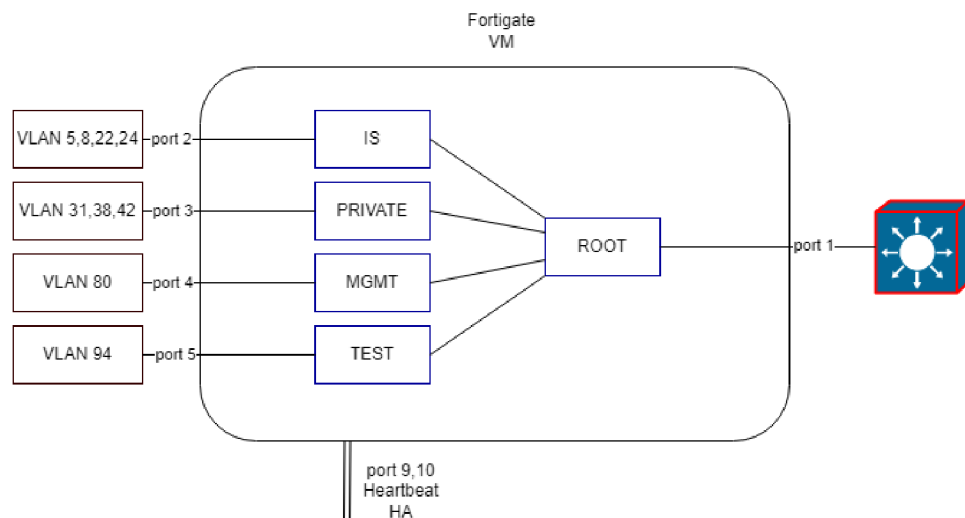 Fortigate
VM
VLAN 5,8,22,24
port 2
IS
VLAN 31,38,42
port 3
PRIVATE
ROOT
port 1
VLAN 80
port 4
MGMT
VLAN 94
port 5
TEST
port 9,10
Heartbeat
HA